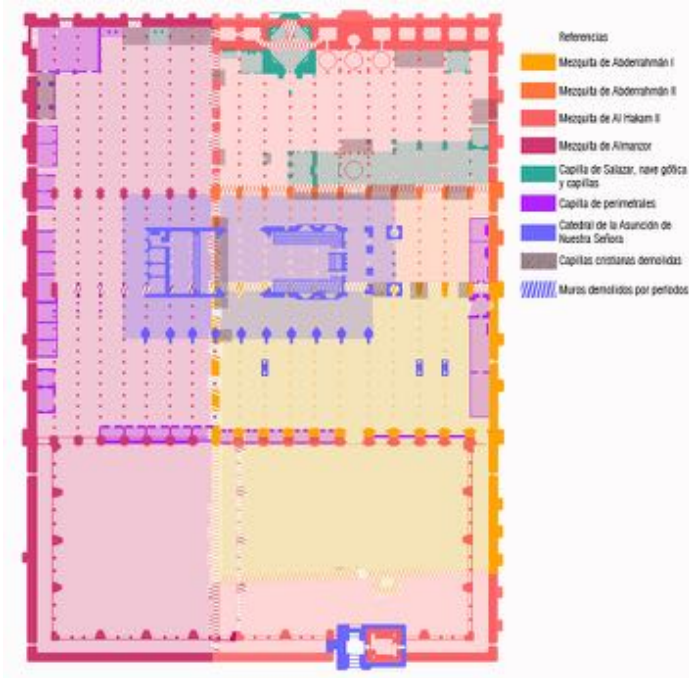 Referencias
Mezquita de Abderrahmán I
Mezquita de Abderrahmán II
Mezquita de Al Hakam II
Mezquita de Almanzor
Capilla de Salazar, nave gótica
y capillas
Capilla de perimetrales
Catedral de la Asunción de
Nuestra Señora
Capillas cristianas demolidas
Muros demolidos por periodos